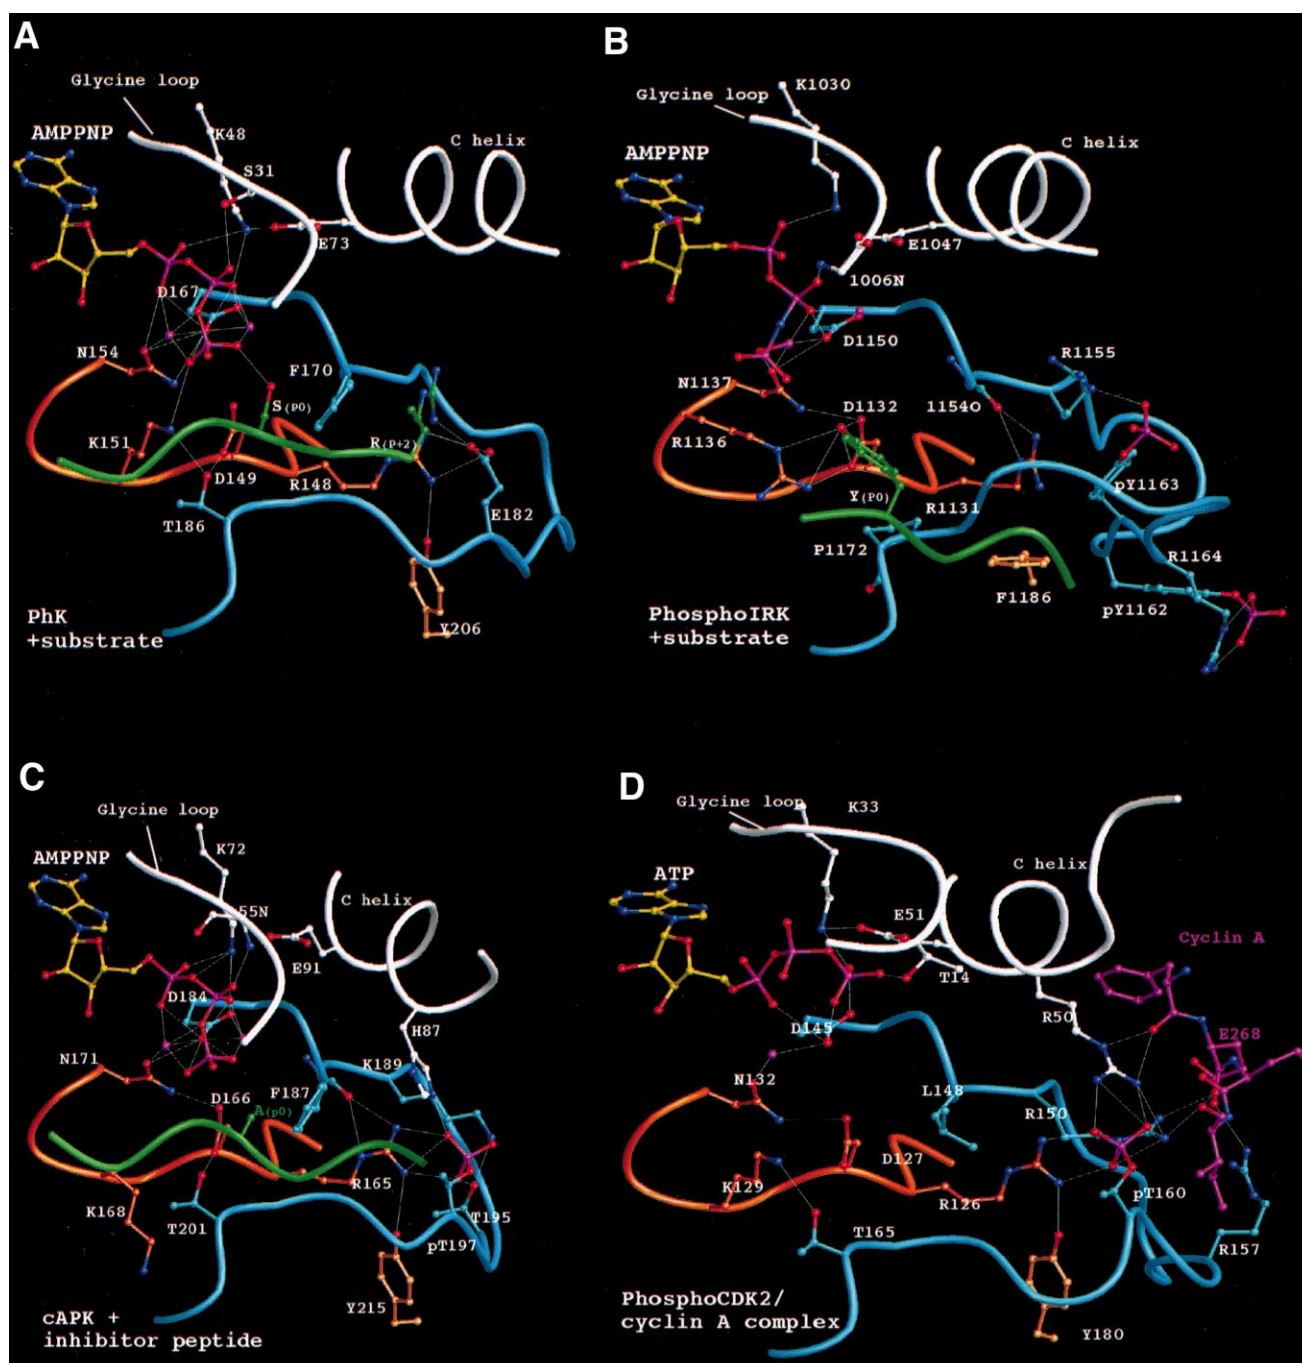 A
Glycine loop
AMPPNP
K48
S31
C helix
E73
D167
N154
F170
S(P0)
K151
R(P+2)
D149
R148
T186
E182
PhK
+substrate
Y206
B
K1030
Glycine loop
AMPPNP
C helix
E1047
1006N
D1150
R1155
N1137
D1132
1154O
R1136
pY1163
Y(P0)
R1131
P1172
R1164
F1186
pY1162
PhosphoIRK
+substrate
C
Glycine loop
K72
AMPPNP
C helix
55N
E91
D184
H87
N171
K189
F187
D166
A(p0)
R165
K168
T201
T195
pT197
Y215
cAPK +
inhibitor peptide
D
Glycine loop
K33
C helix
ATP
E51
Cyclin A
T14
R50
D145
E268
N132
L148
R150
D127
K129
R126
pT160
T165
R157
PhosphoCDK2/
cyclin A complex
Y180